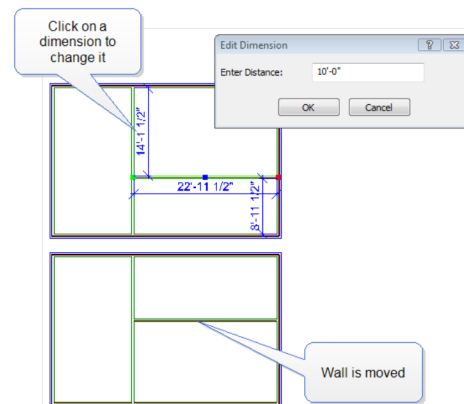 Click on a
dimension to
change it
Edit Dimension
Enter Distance:
10'-0"
OK
Cancel
14'-1 1/2"
22'-11 1/2"
8'-11 1/2"
Wall is moved